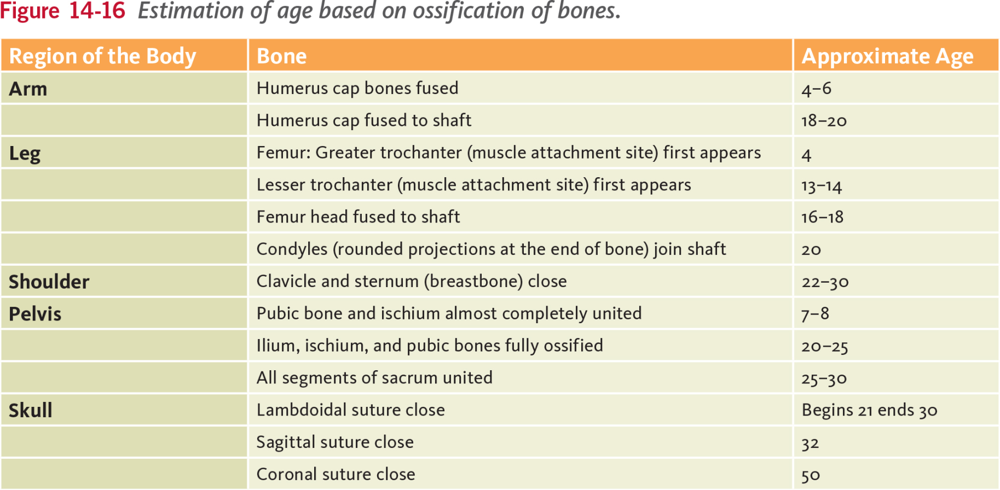 Figure 14-16 Estimation of age based on ossification of bones.
Region of the Body Bone Approximate Age
Arm Humerus cap bones fused 4–6
Humerus cap fused to shaft 18–20
Leg Femur: Greater trochanter (muscle attachment site) first appears 4
Lesser trochanter (muscle attachment site) first appears 13–14
Femur head fused to shaft 16–18
Condyles (rounded projections at the end of bone) join shaft 20
Shoulder Clavicle and sternum (breastbone) close 22–30
Pelvis Pubic bone and ischium almost completely united 7–8
Ilium, ischium, and pubic bones fully ossified 20–25
All segments of sacrum united 25–30
Skull Lambdoidal suture close Begins 21 ends 30
Sagittal suture close 32
Coronal suture close 50